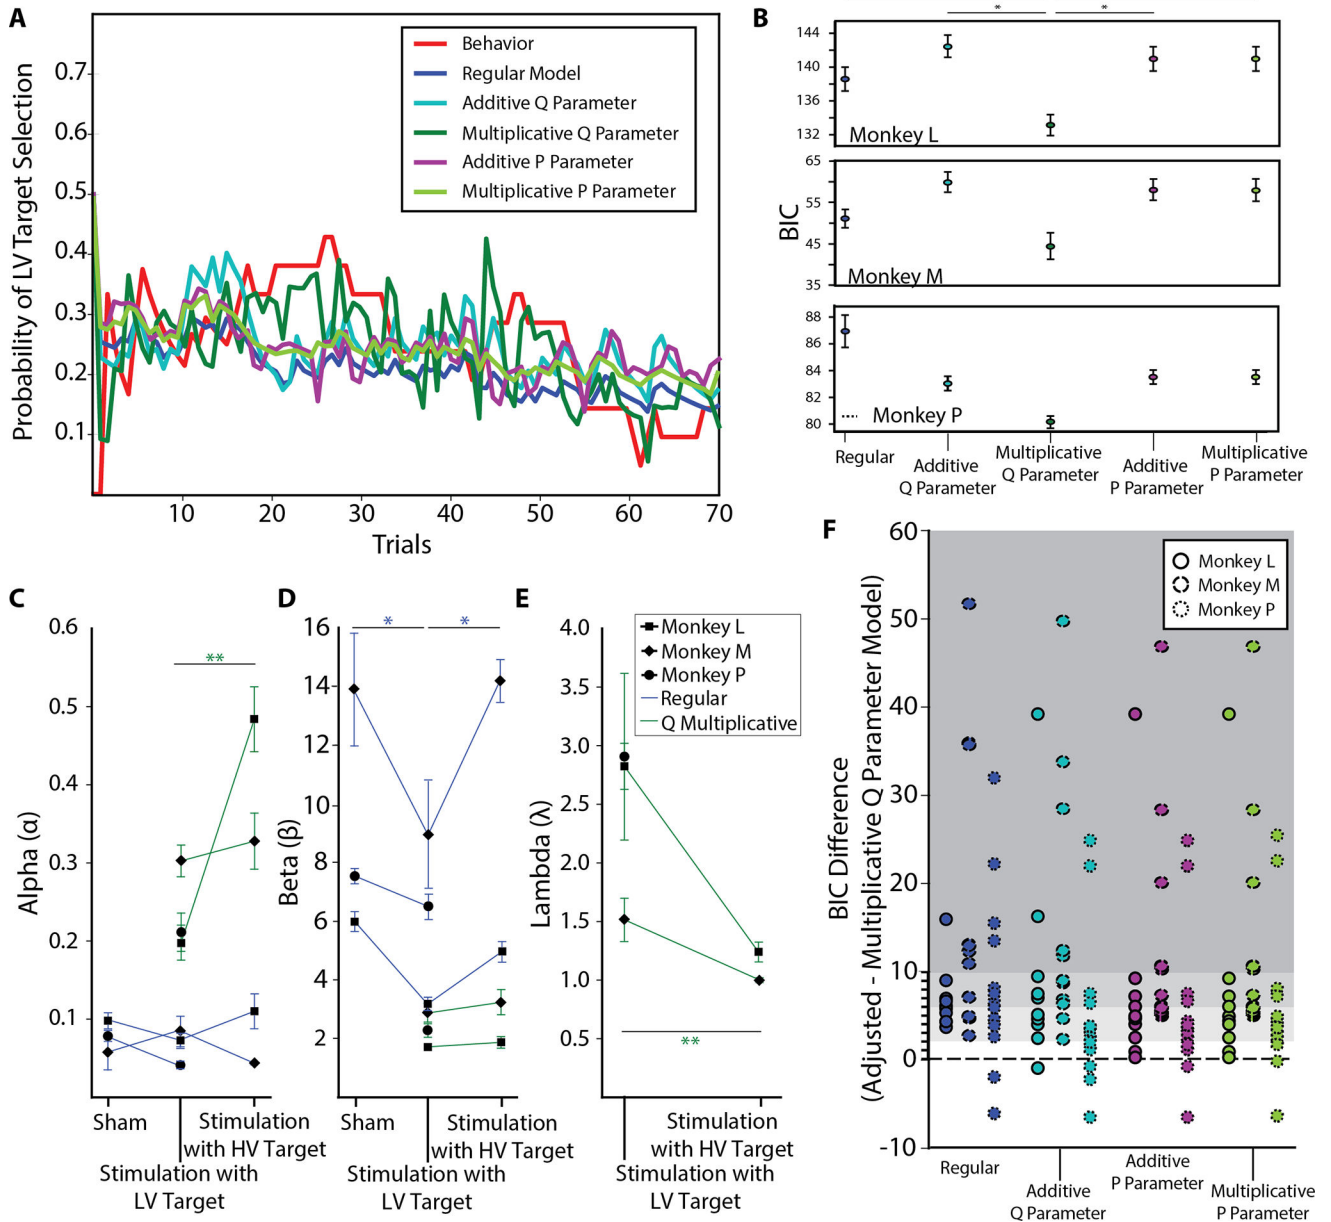 A
Probability of LV Target Selection
0.7
0.6
0.5
0.4
0.3
0.2
0.1
10 20 30 40 50 60 70
Trials
Behavior
Regular Model
Additive Q Parameter
Multiplicative Q Parameter
Additive P Parameter
Multiplicative P Parameter
B
* *
BIC
144
140
136
132
Monkey L
65
55
45
35
Monkey M
88
86
84
82
80
Monkey P
Regular
Additive
Q Parameter
Multiplicative
Q Parameter
Additive
P Parameter
Multiplicative
P Parameter
C
Alpha (α)
0.6
0.5
0.4
0.3
0.2
0.1
**
Sham
Stimulation with
LV Target
Stimulation
with HV Target
D
Beta (β)
16
14
12
10
8
6
4
2
* *
Sham
Stimulation with
LV Target
Stimulation
with HV Target
E
Lambda (λ)
4.0
3.5
3.0
2.5
2.0
1.5
1.0
0.5
Monkey L
Monkey M
Monkey P
Regular
Q Multiplicative
**
Stimulation with
LV Target
Stimulation
with HV Target
F
BIC Difference
(Adjusted - Multiplicative Q Parameter Model)
60
50
40
30
20
10
0
-10
Monkey L
Monkey M
Monkey P
Regular
Additive
Q Parameter
Additive
P Parameter
Multiplicative
P Parameter